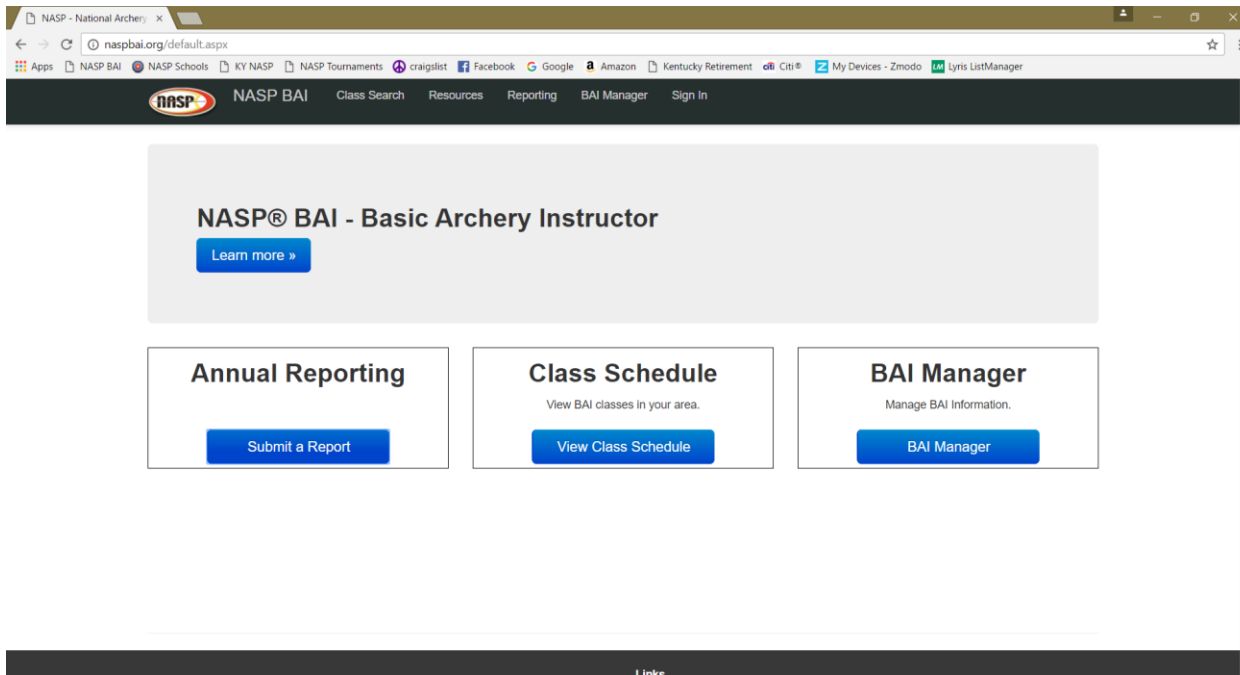 NASP - National Archery
naspbai.org/default.aspx
Apps NASP BAI NASP Schools KY NASP NASP Tournaments craigslist Facebook Google Amazon Kentucky Retirement citi Citi® My Devices - Zmodo LM Lyris ListManager
NASP NASP BAI Class Search Resources Reporting BAI Manager Sign In
NASP® BAI - Basic Archery Instructor
Learn more »
Annual Reporting
Submit a Report
Class Schedule
View BAI classes in your area.
View Class Schedule
BAI Manager
Manage BAI Information.
BAI Manager
Links